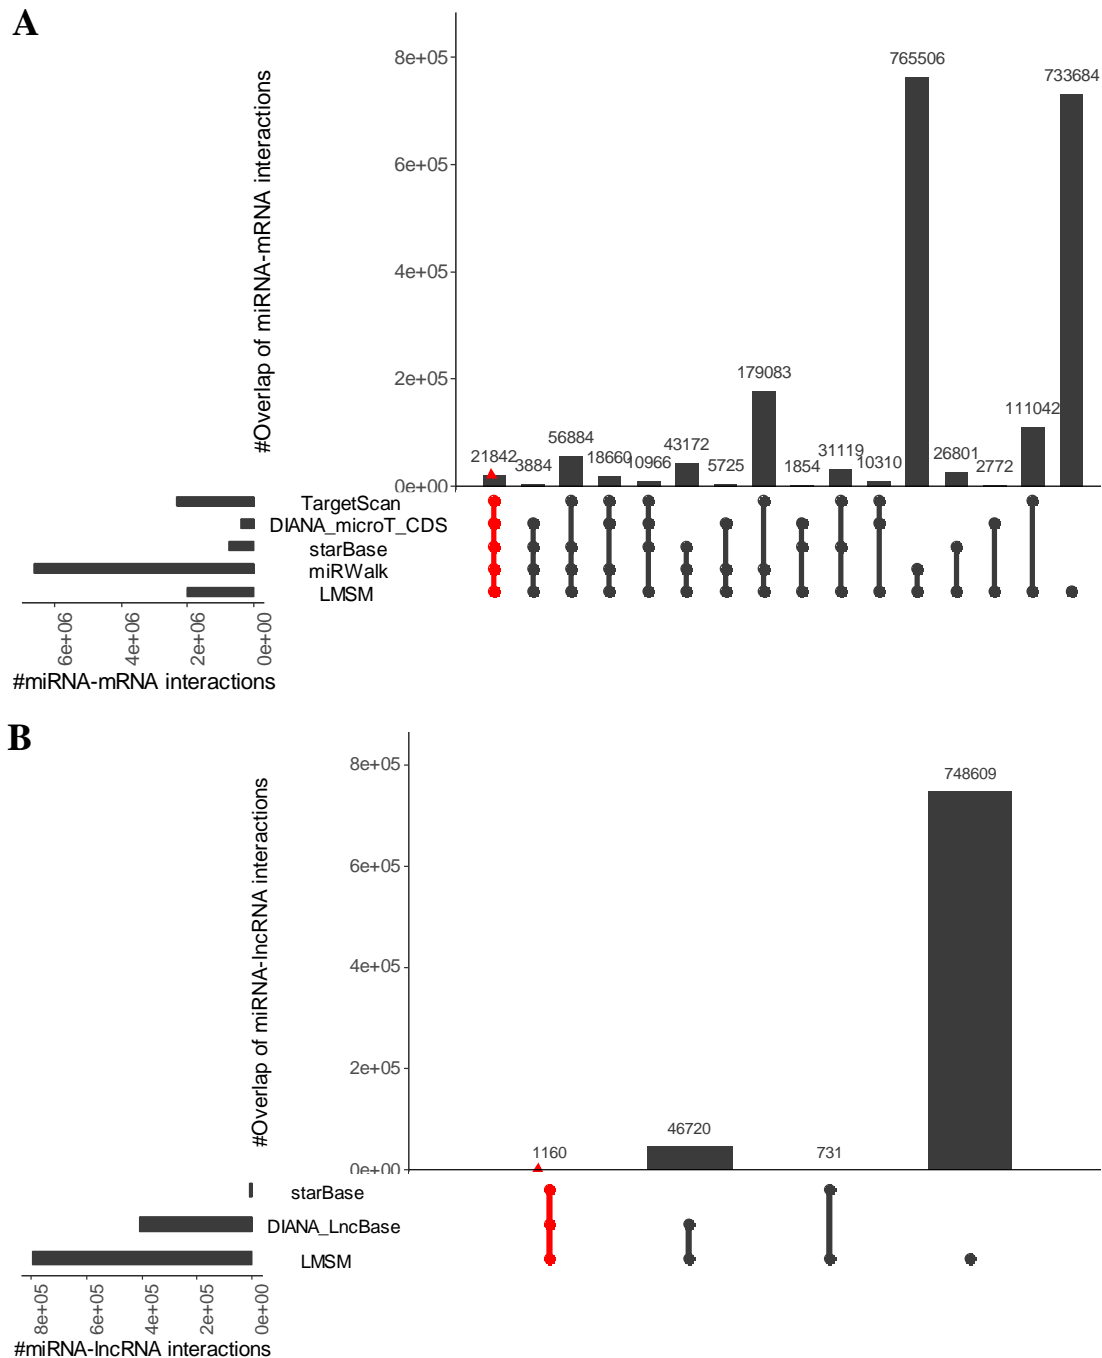 A
#Overlap of miRNA-mRNA interactions
8e+05
6e+05
4e+05
2e+05
0e+00
21842
3884
56884
18660
10966
43172
5725
179083
1854
31119
10310
765506
26801
2772
111042
733684
TargetScan
DIANA_microT_CDS
starBase
miRWalk
LMSM
6e+06
4e+06
2e+06
0e+00
#miRNA-mRNA interactions
B
#Overlap of miRNA-lncRNA interactions
8e+05
6e+05
4e+05
2e+05
0e+00
1160
46720
731
748609
starBase
DIANA_LncBase
LMSM
8e+05
6e+05
4e+05
2e+05
0e+00
#miRNA-lncRNA interactions